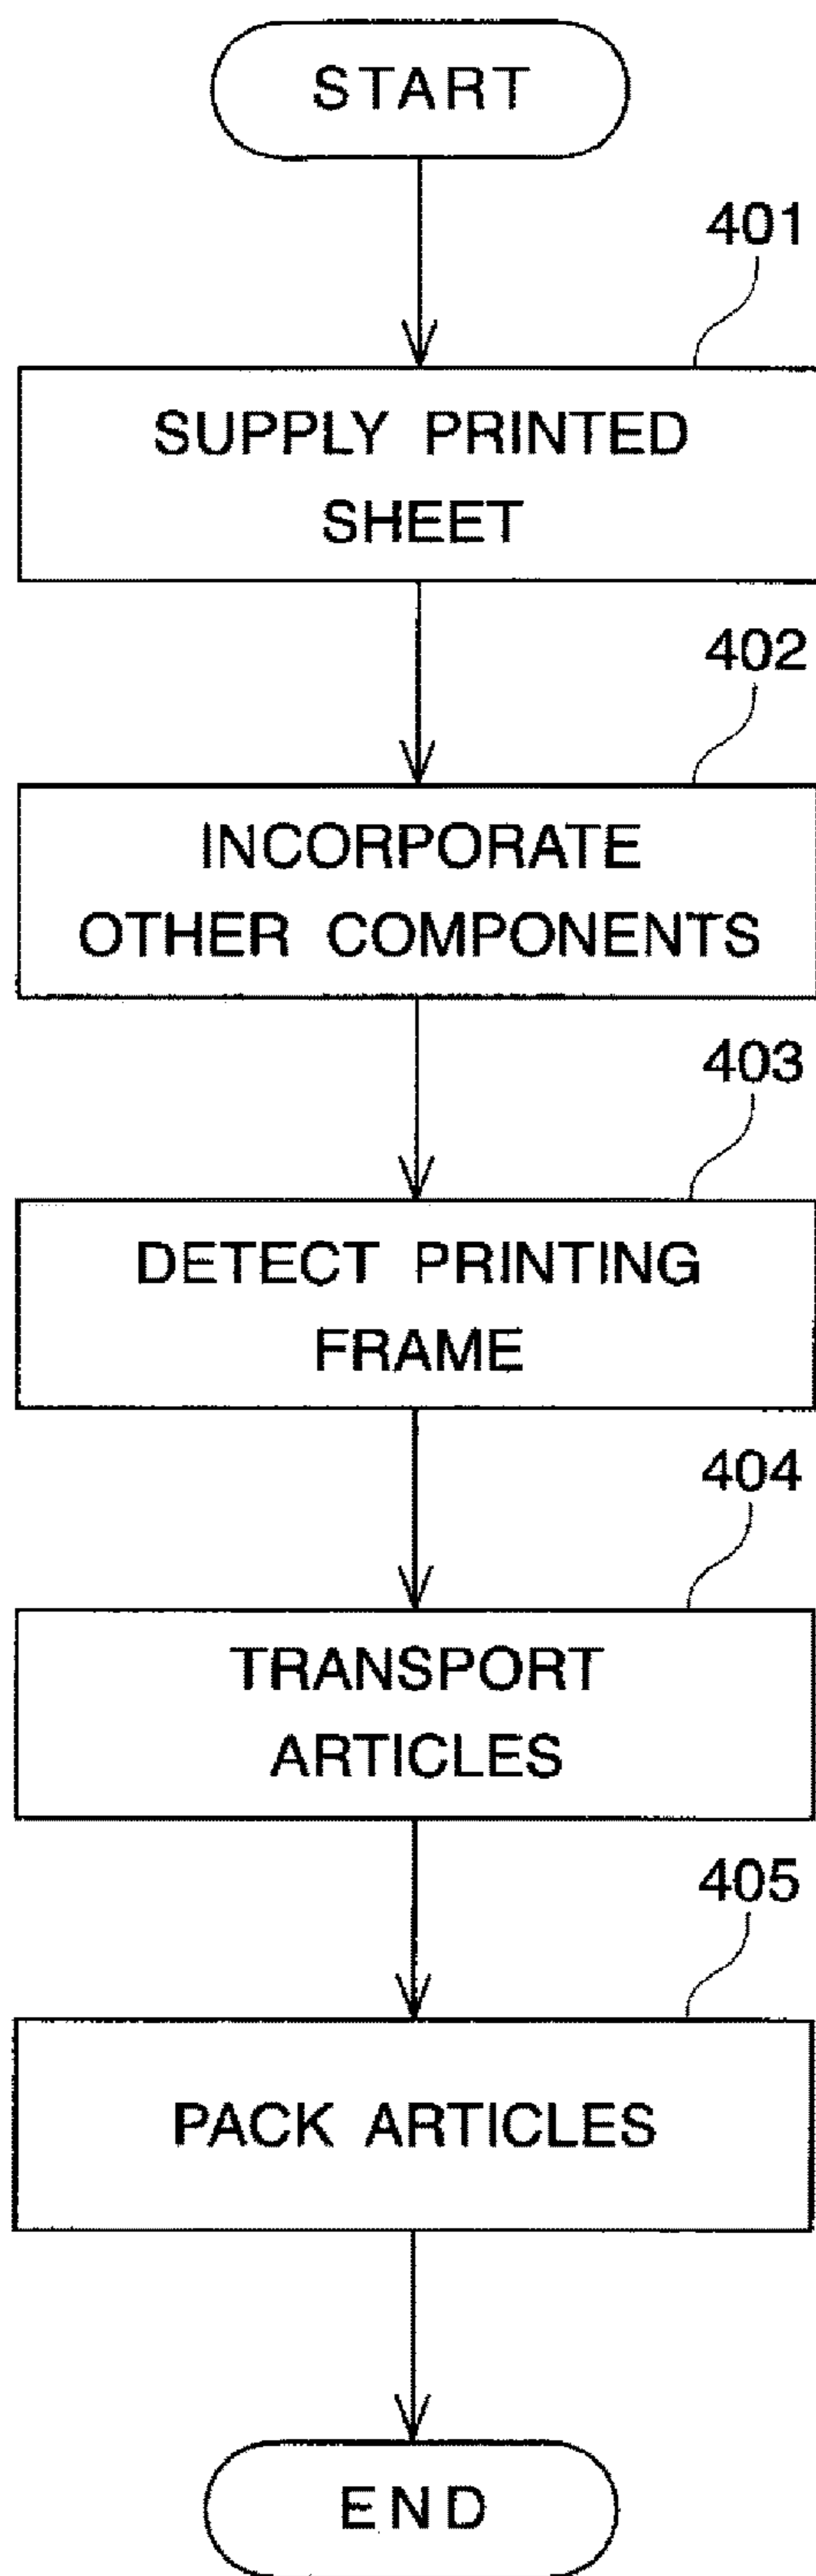 START
401
SUPPLY PRINTED
SHEET
402
INCORPORATE
OTHER COMPONENTS
403
DETECT PRINTING
FRAME
404
TRANSPORT
ARTICLES
405
PACK ARTICLES
END